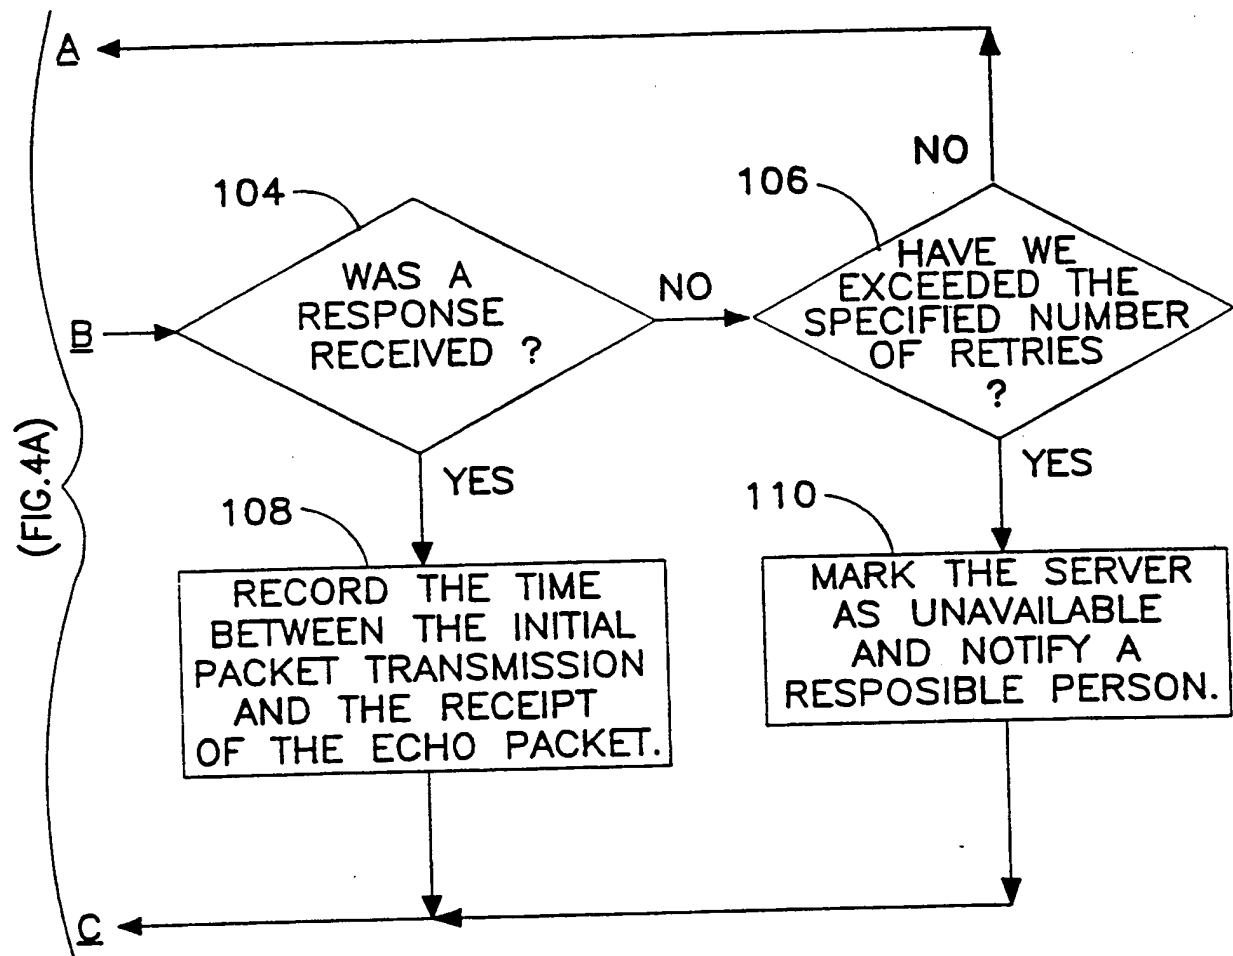 A
NO
104
106
WAS A
RESPONSE
RECEIVED ?
NO
HAVE WE
EXCEEDED THE
SPECIFIED NUMBER
OF RETRIES
?
B
(FIG.4A)
YES
YES
108
110
RECORD THE TIME
BETWEEN THE INITIAL
PACKET TRANSMISSION
AND THE RECEIPT
OF THE ECHO PACKET.
MARK THE SERVER
AS UNAVAILABLE
AND NOTIFY A
RESPOSIBLE PERSON.
C